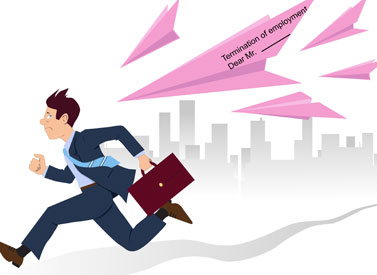 Termination of employment
Dear Mr.